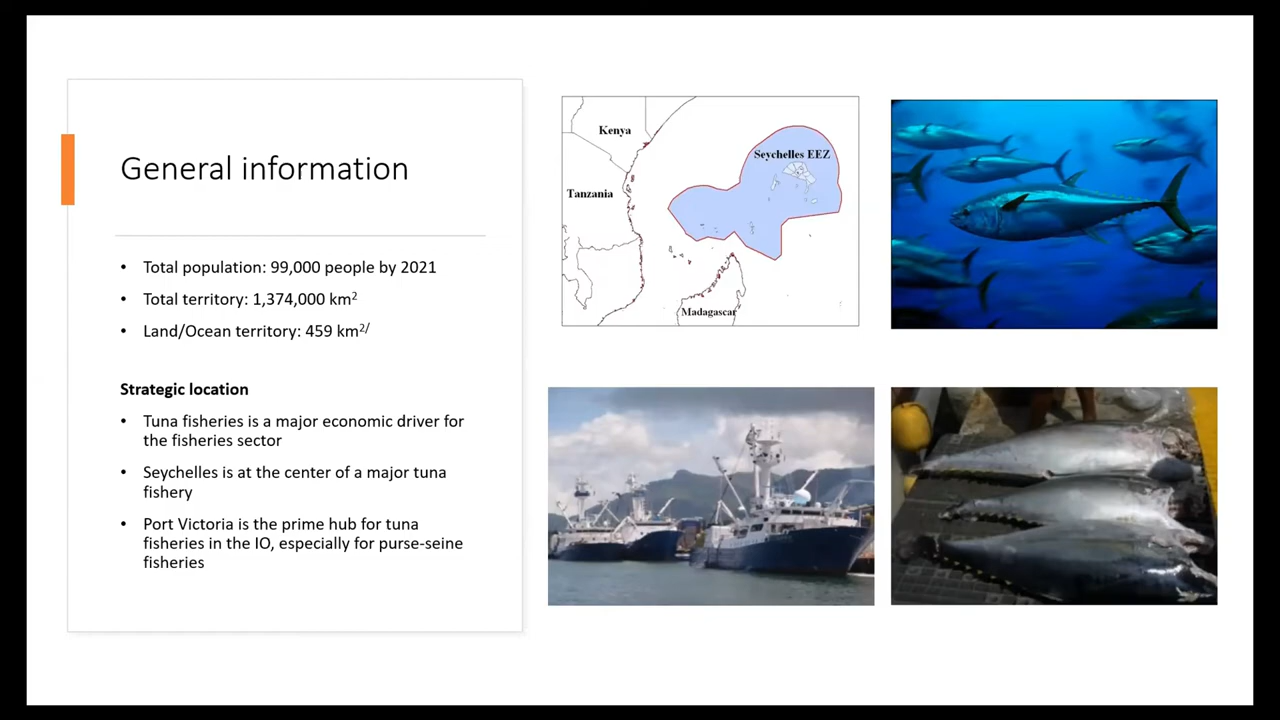 General information
• Total population: 99,000 people by 2021
• Total territory: 1,374,000 km²
• Land/Ocean territory: 459 km²/
Strategic location
• Tuna fisheries is a major economic driver for
the fisheries sector
• Seychelles is at the center of a major tuna
fishery
• Port Victoria is the prime hub for tuna
fisheries in the IO, especially for purse-seine
fisheries
Kenya
Seychelles EEZ
Tanzania
Madagascar